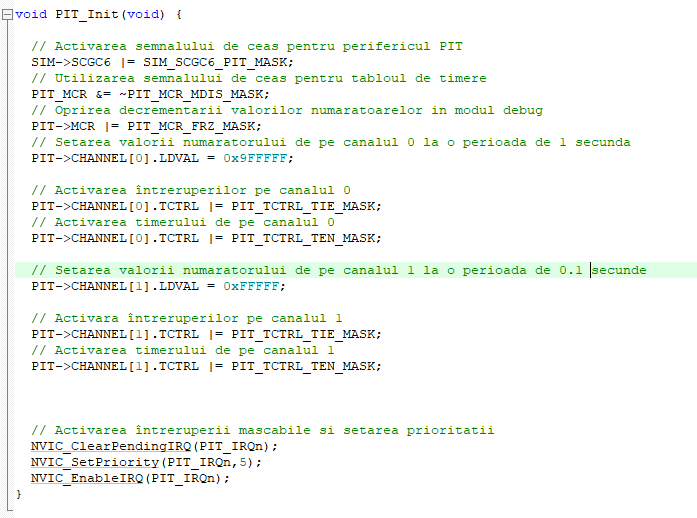 void PIT_Init(void) {
// Activarea semnalului de ceas pentru perifericul PIT
SIM->SCGC6 |= SIM_SCGC6_PIT_MASK;
// Utilizarea semnalului de ceas pentru tabloul de timere
PIT_MCR &= ~PIT_MCR_MDIS_MASK;
// Oprirea decrementarii valorilor numaratoarelor in modul debug
PIT->MCR |= PIT_MCR_FRZ_MASK;
// Setarea valorii numaratorului de pe canalul 0 la o perioada de 1 secunda
PIT->CHANNEL[0].LDVAL = 0x9FFFFF;
// Activarea întreruperilor pe canalul 0
PIT->CHANNEL[0].TCTRL |= PIT_TCTRL_TIE_MASK;
// Activarea timerului de pe canalul 0
PIT->CHANNEL[0].TCTRL |= PIT_TCTRL_TEN_MASK;
// Setarea valorii numaratorului de pe canalul 1 la o perioada de 0.1 secunde
PIT->CHANNEL[1].LDVAL = 0xFFFFF;
// Activara întreruperilor pe canalul 1
PIT->CHANNEL[1].TCTRL |= PIT_TCTRL_TIE_MASK;
// Activarea timerului de pe canalul 1
PIT->CHANNEL[1].TCTRL |= PIT_TCTRL_TEN_MASK;
// Activarea întreruperii mascabile si setarea prioritatii
NVIC_ClearPendingIRQ(PIT_IRQn);
NVIC_SetPriority(PIT_IRQn,5);
NVIC_EnableIRQ(PIT_IRQn);
}